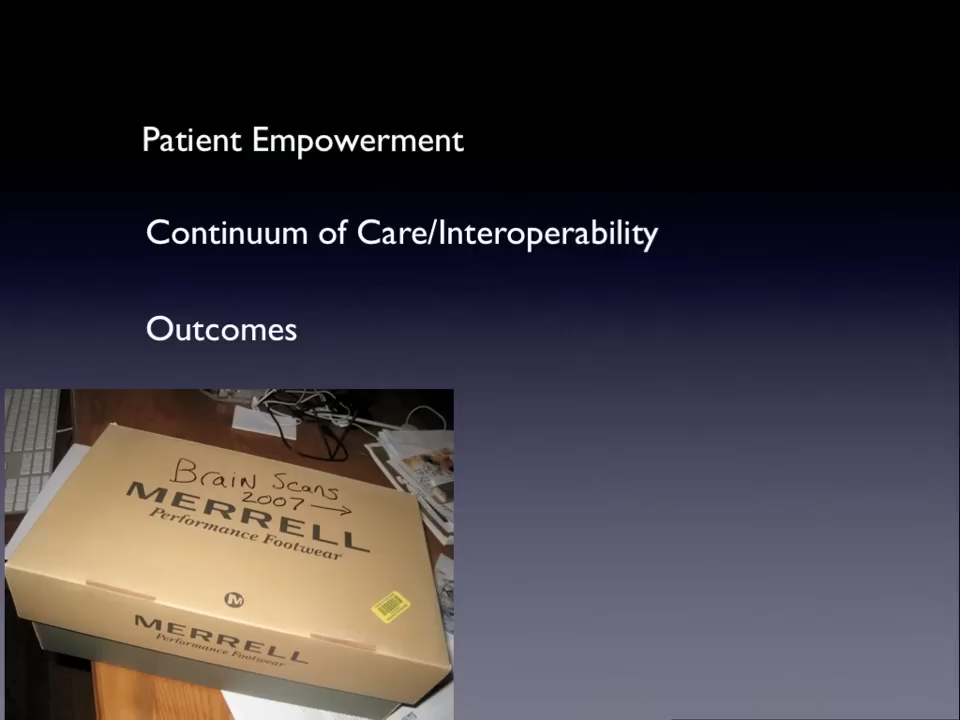 Patient Empowerment
Continuum of Care/Interoperability
Outcomes
Brain Scans
2007 →
MERRELL
Performance Footwear
M
MERRELL
Performance Footwear